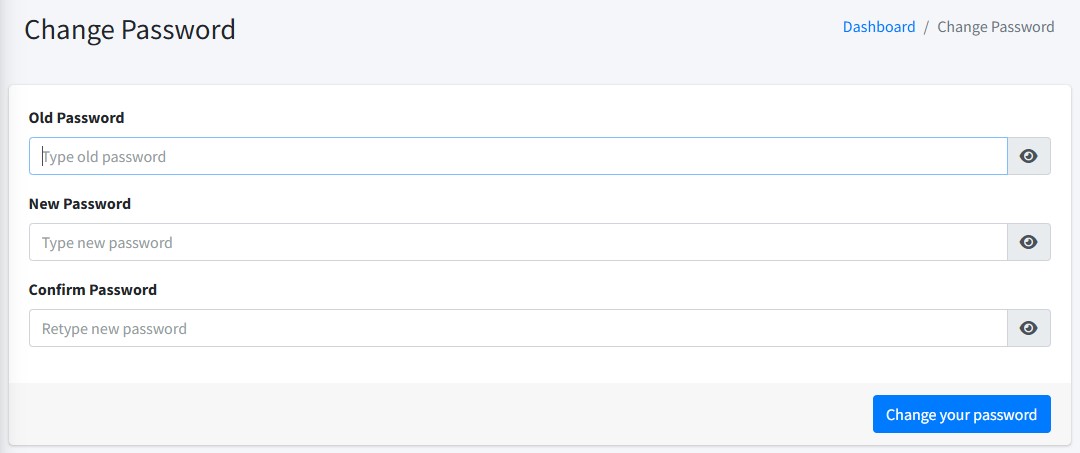 Change Password
Dashboard / Change Password
Old Password
Type old password
New Password
Type new password
Confirm Password
Retype new password
Change your password